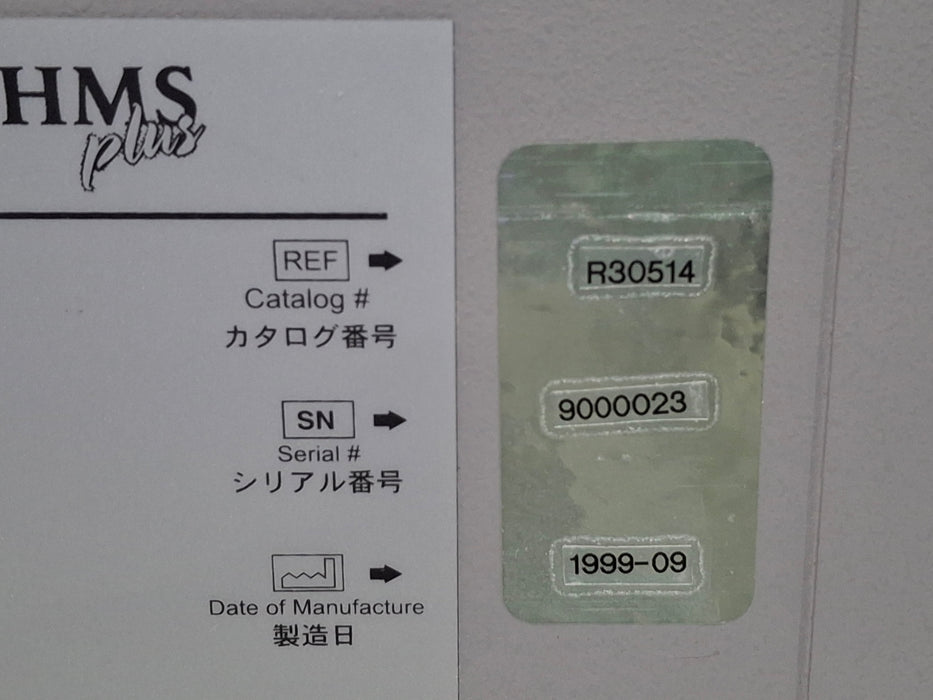 HMS
plus
REF
R30514
Catalog #
カタログ番号
SN
9000023
Serial #
シリアル番号
1999-09
Date of Manufacture
製造日